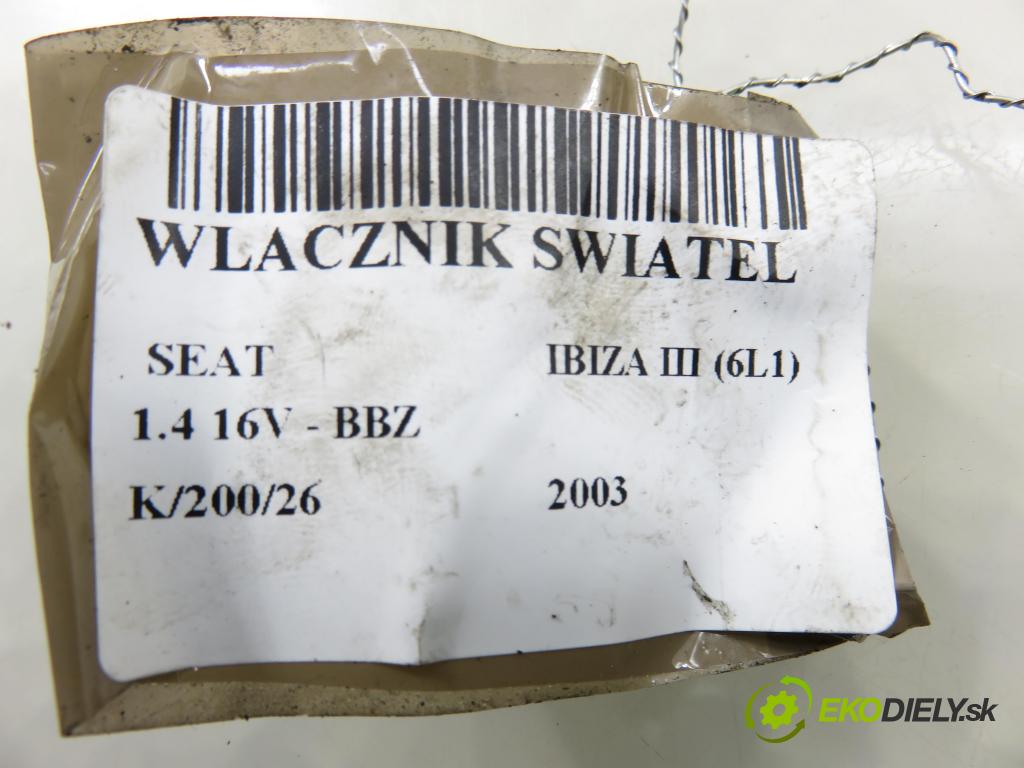 WLACZNIK SWIATEL
SEAT IBIZA III (6L1)
1.4 16V - BBZ
K/200/26 2003
EKODIELY.sk